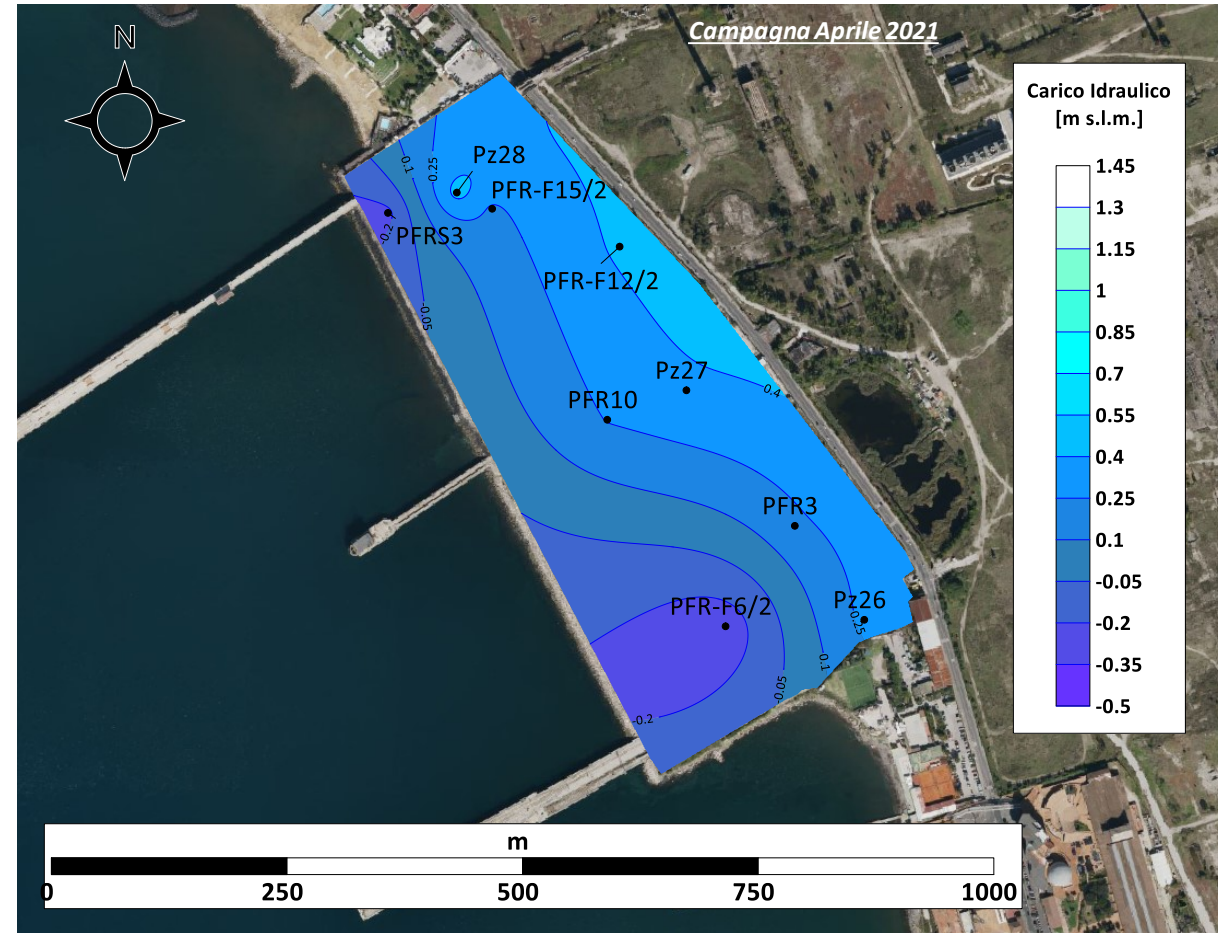 Campagna Aprile 2021
N
Carico Idraulico
[m s.l.m.]
1.45
1.3
1.15
1
0.85
0.7
0.55
0.4
0.25
0.1
-0.05
-0.2
-0.35
-0.5
0.1
0.25
Pz28
PFR-F15/2
-0.2
PFRS3
PFR-F12/2
-0.05
Pz27
0.4
PFR10
PFR3
PFR-F6/2
Pz26
0.25
0.1
-0.05
-0.2
m
0 250 500 750 1000